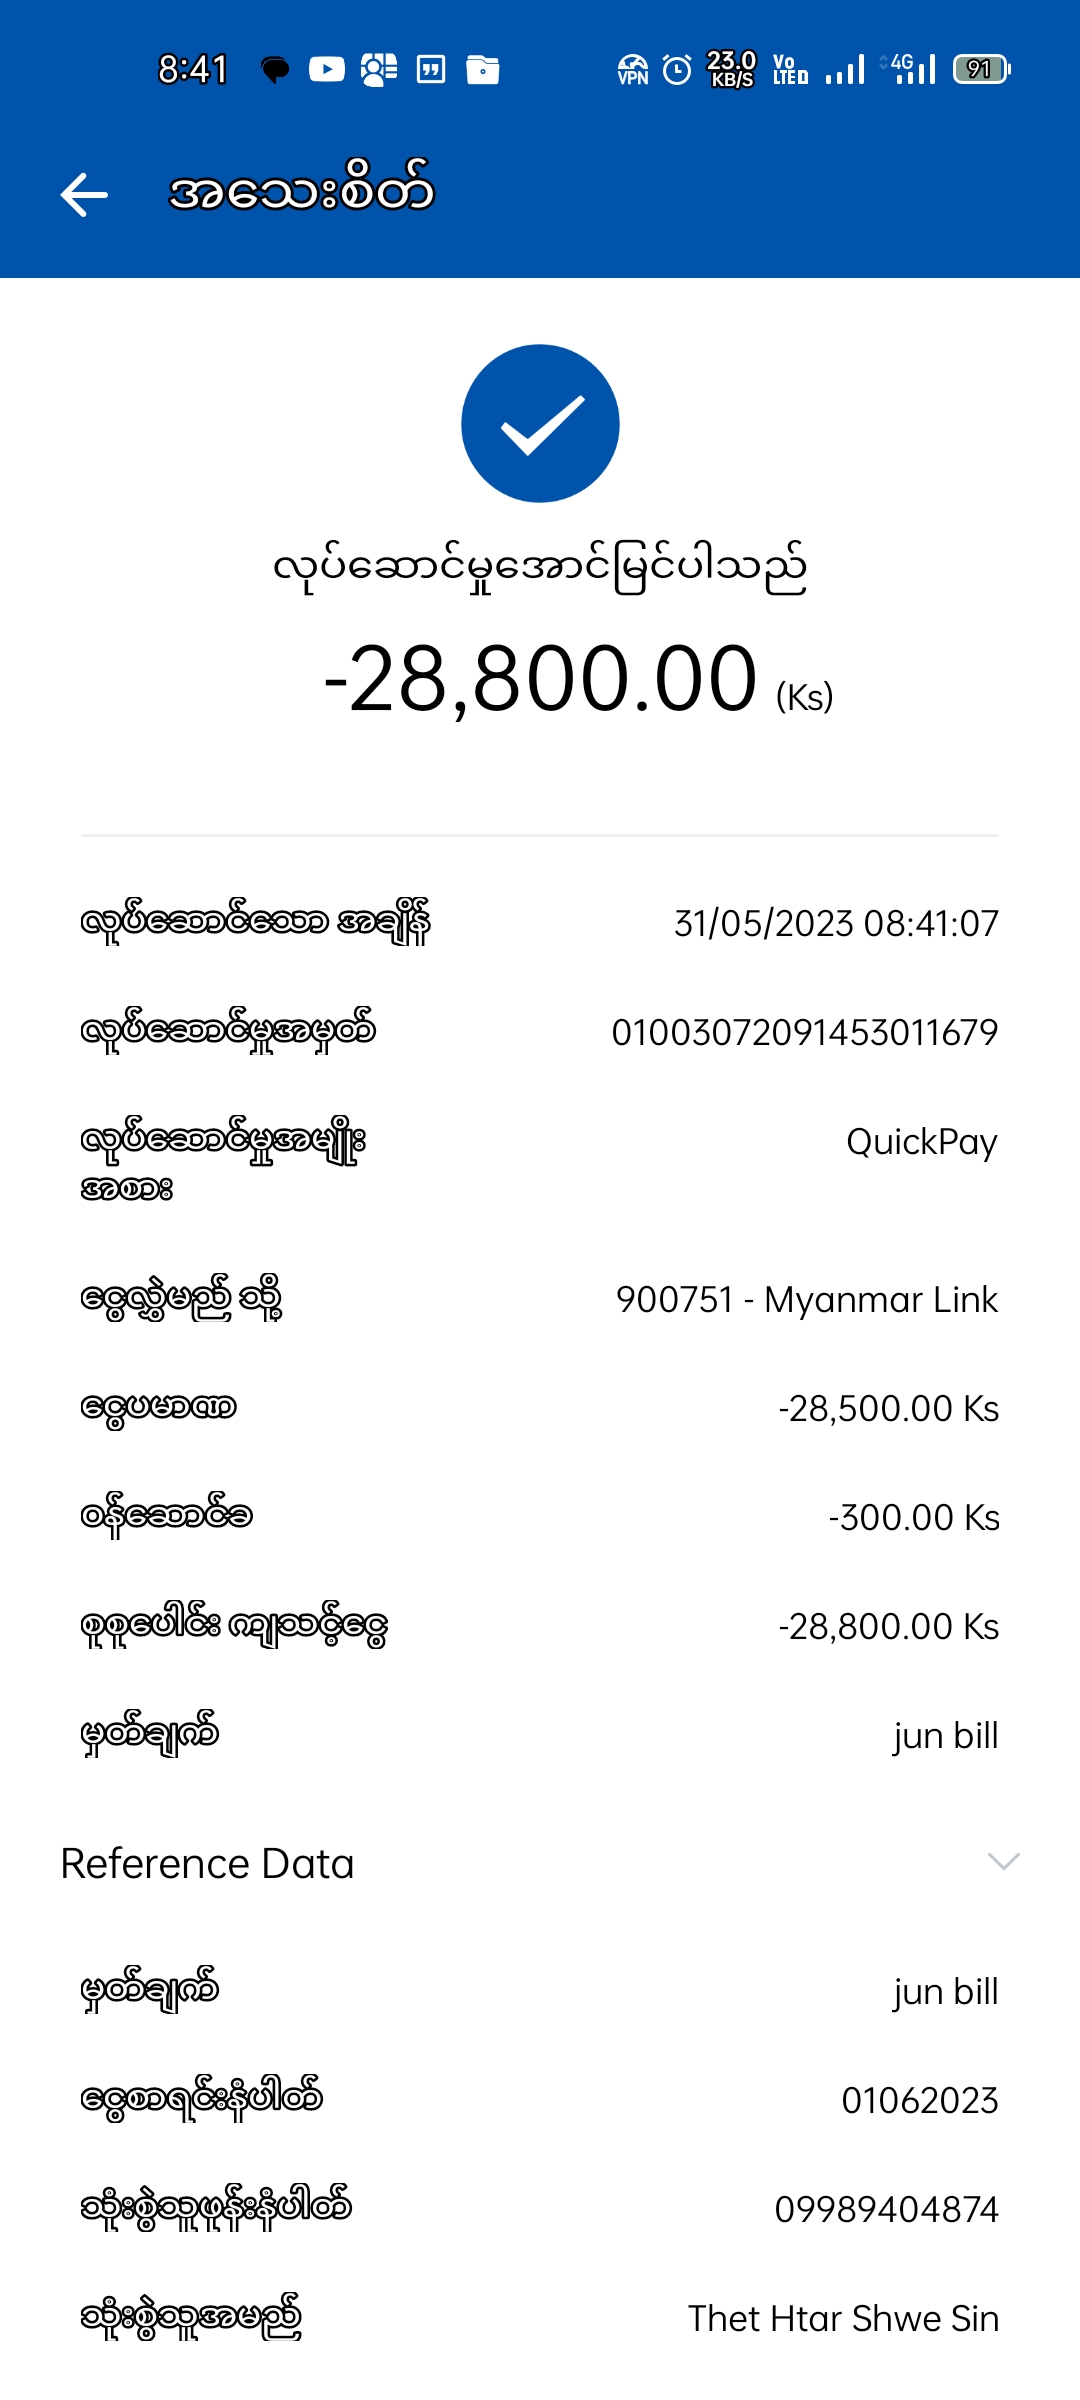 8:41
VPN 23.0 KB/S Vo LTE 4G 91
အသေးစိတ်
လုပ်ဆောင်မှုအောင်မြင်ပါသည်
-28,800.00 (Ks)
လုပ်ဆောင်သော အချိန် 31/05/2023 08:41:07
လုပ်ဆောင်မှုအမှတ် 01003072091453011679
လုပ်ဆောင်မှုအမျိုး QuickPay
အစား
ငွေလွှဲမည် သို့ 900751 - Myanmar Link
ငွေပမာဏ -28,500.00 Ks
ဝန်ဆောင်ခ -300.00 Ks
စုစုပေါင်း ကျသင့်ငွေ -28,800.00 Ks
မှတ်ချက် jun bill
Reference Data
မှတ်ချက် jun bill
ငွေစာရင်းနံပါတ် 01062023
သုံးစွဲသူဖုန်းနံပါတ် 09989404874
သုံးစွဲသူအမည် Thet Htar Shwe Sin